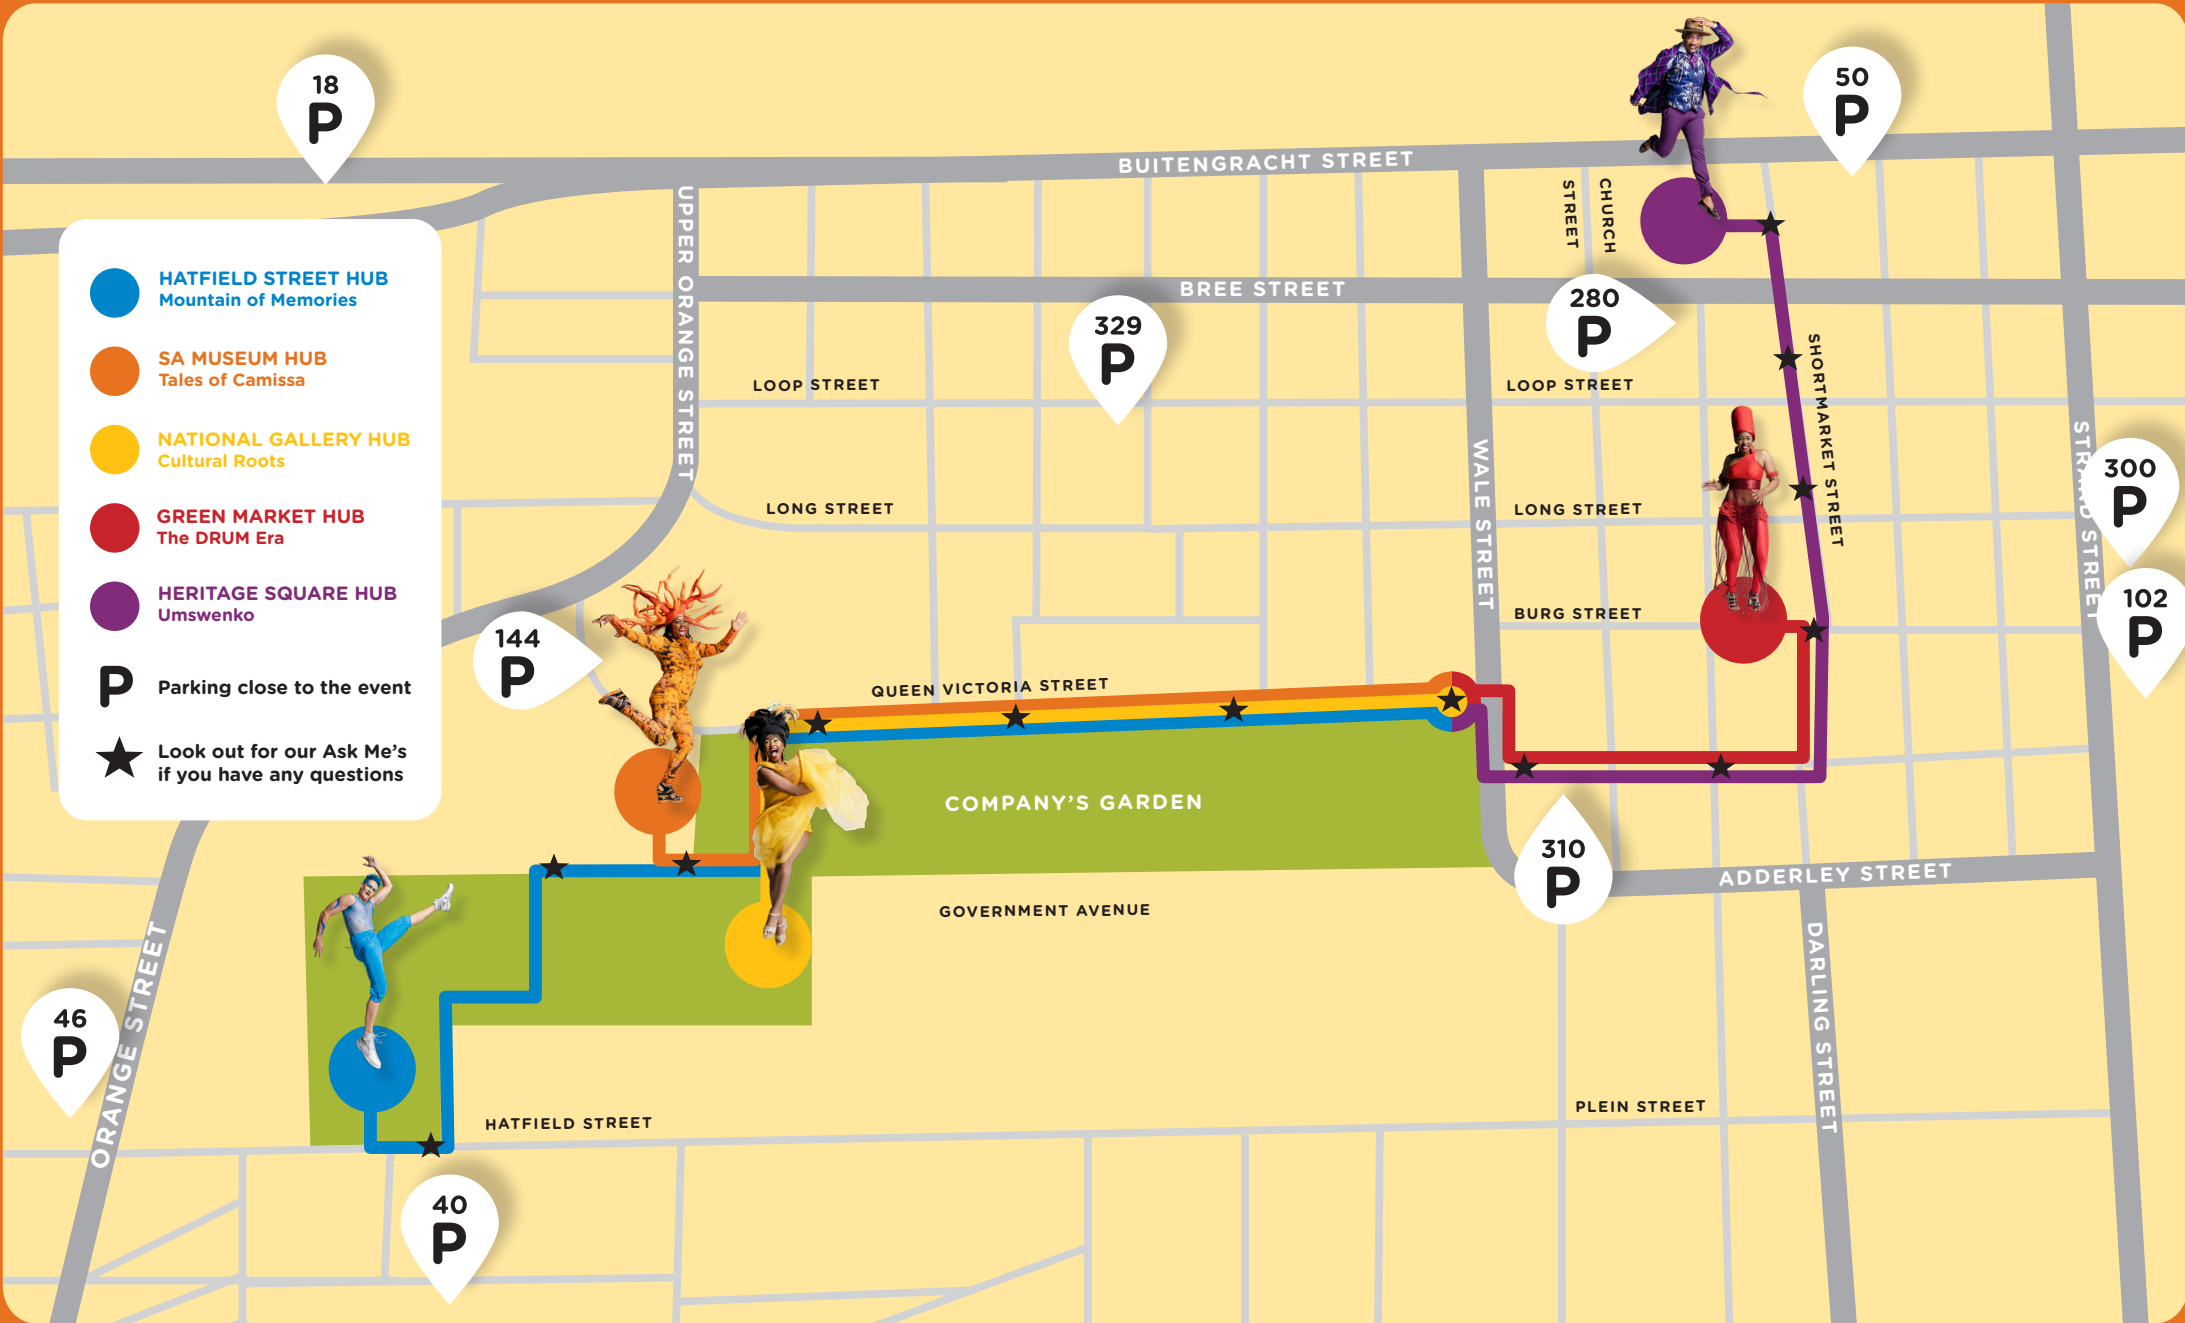 18
P
50
P
BUITENGRACHT STREET
UPPER ORANGE STREET
CHURCH
STREET
BREE STREET
280
P
329
P
LOOP STREET
LOOP STREET
SHORTMARKET STREET
LONG STREET
LONG STREET
WALE STREET
STRAND STREET
300
P
102
P
BURG STREET
144
P
QUEEN VICTORIA STREET
COMPANY'S GARDEN
310
P
ADDERLEY STREET
GOVERNMENT AVENUE
DARLING STREET
46
P
ORANGE STREET
HATFIELD STREET
PLEIN STREET
40
P
HATFIELD STREET HUB
Mountain of Memories
SA MUSEUM HUB
Tales of Camissa
NATIONAL GALLERY HUB
Cultural Roots
GREEN MARKET HUB
The DRUM Era
HERITAGE SQUARE HUB
Umswenko
P Parking close to the event
Look out for our Ask Me's
if you have any questions